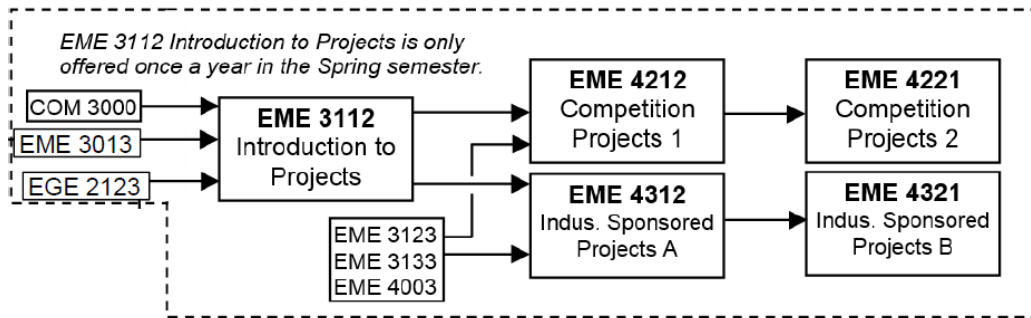 EME 3112 Introduction to Projects is only
offered once a year in the Spring semester.
COM 3000
EME 3013
EGE 2123
EME 3112
Introduction to
Projects
EME 3123
EME 3133
EME 4003
EME 4212
Competition
Projects 1
EME 4221
Competition
Projects 2
EME 4312
Indus. Sponsored
Projects A
EME 4321
Indus. Sponsored
Projects B